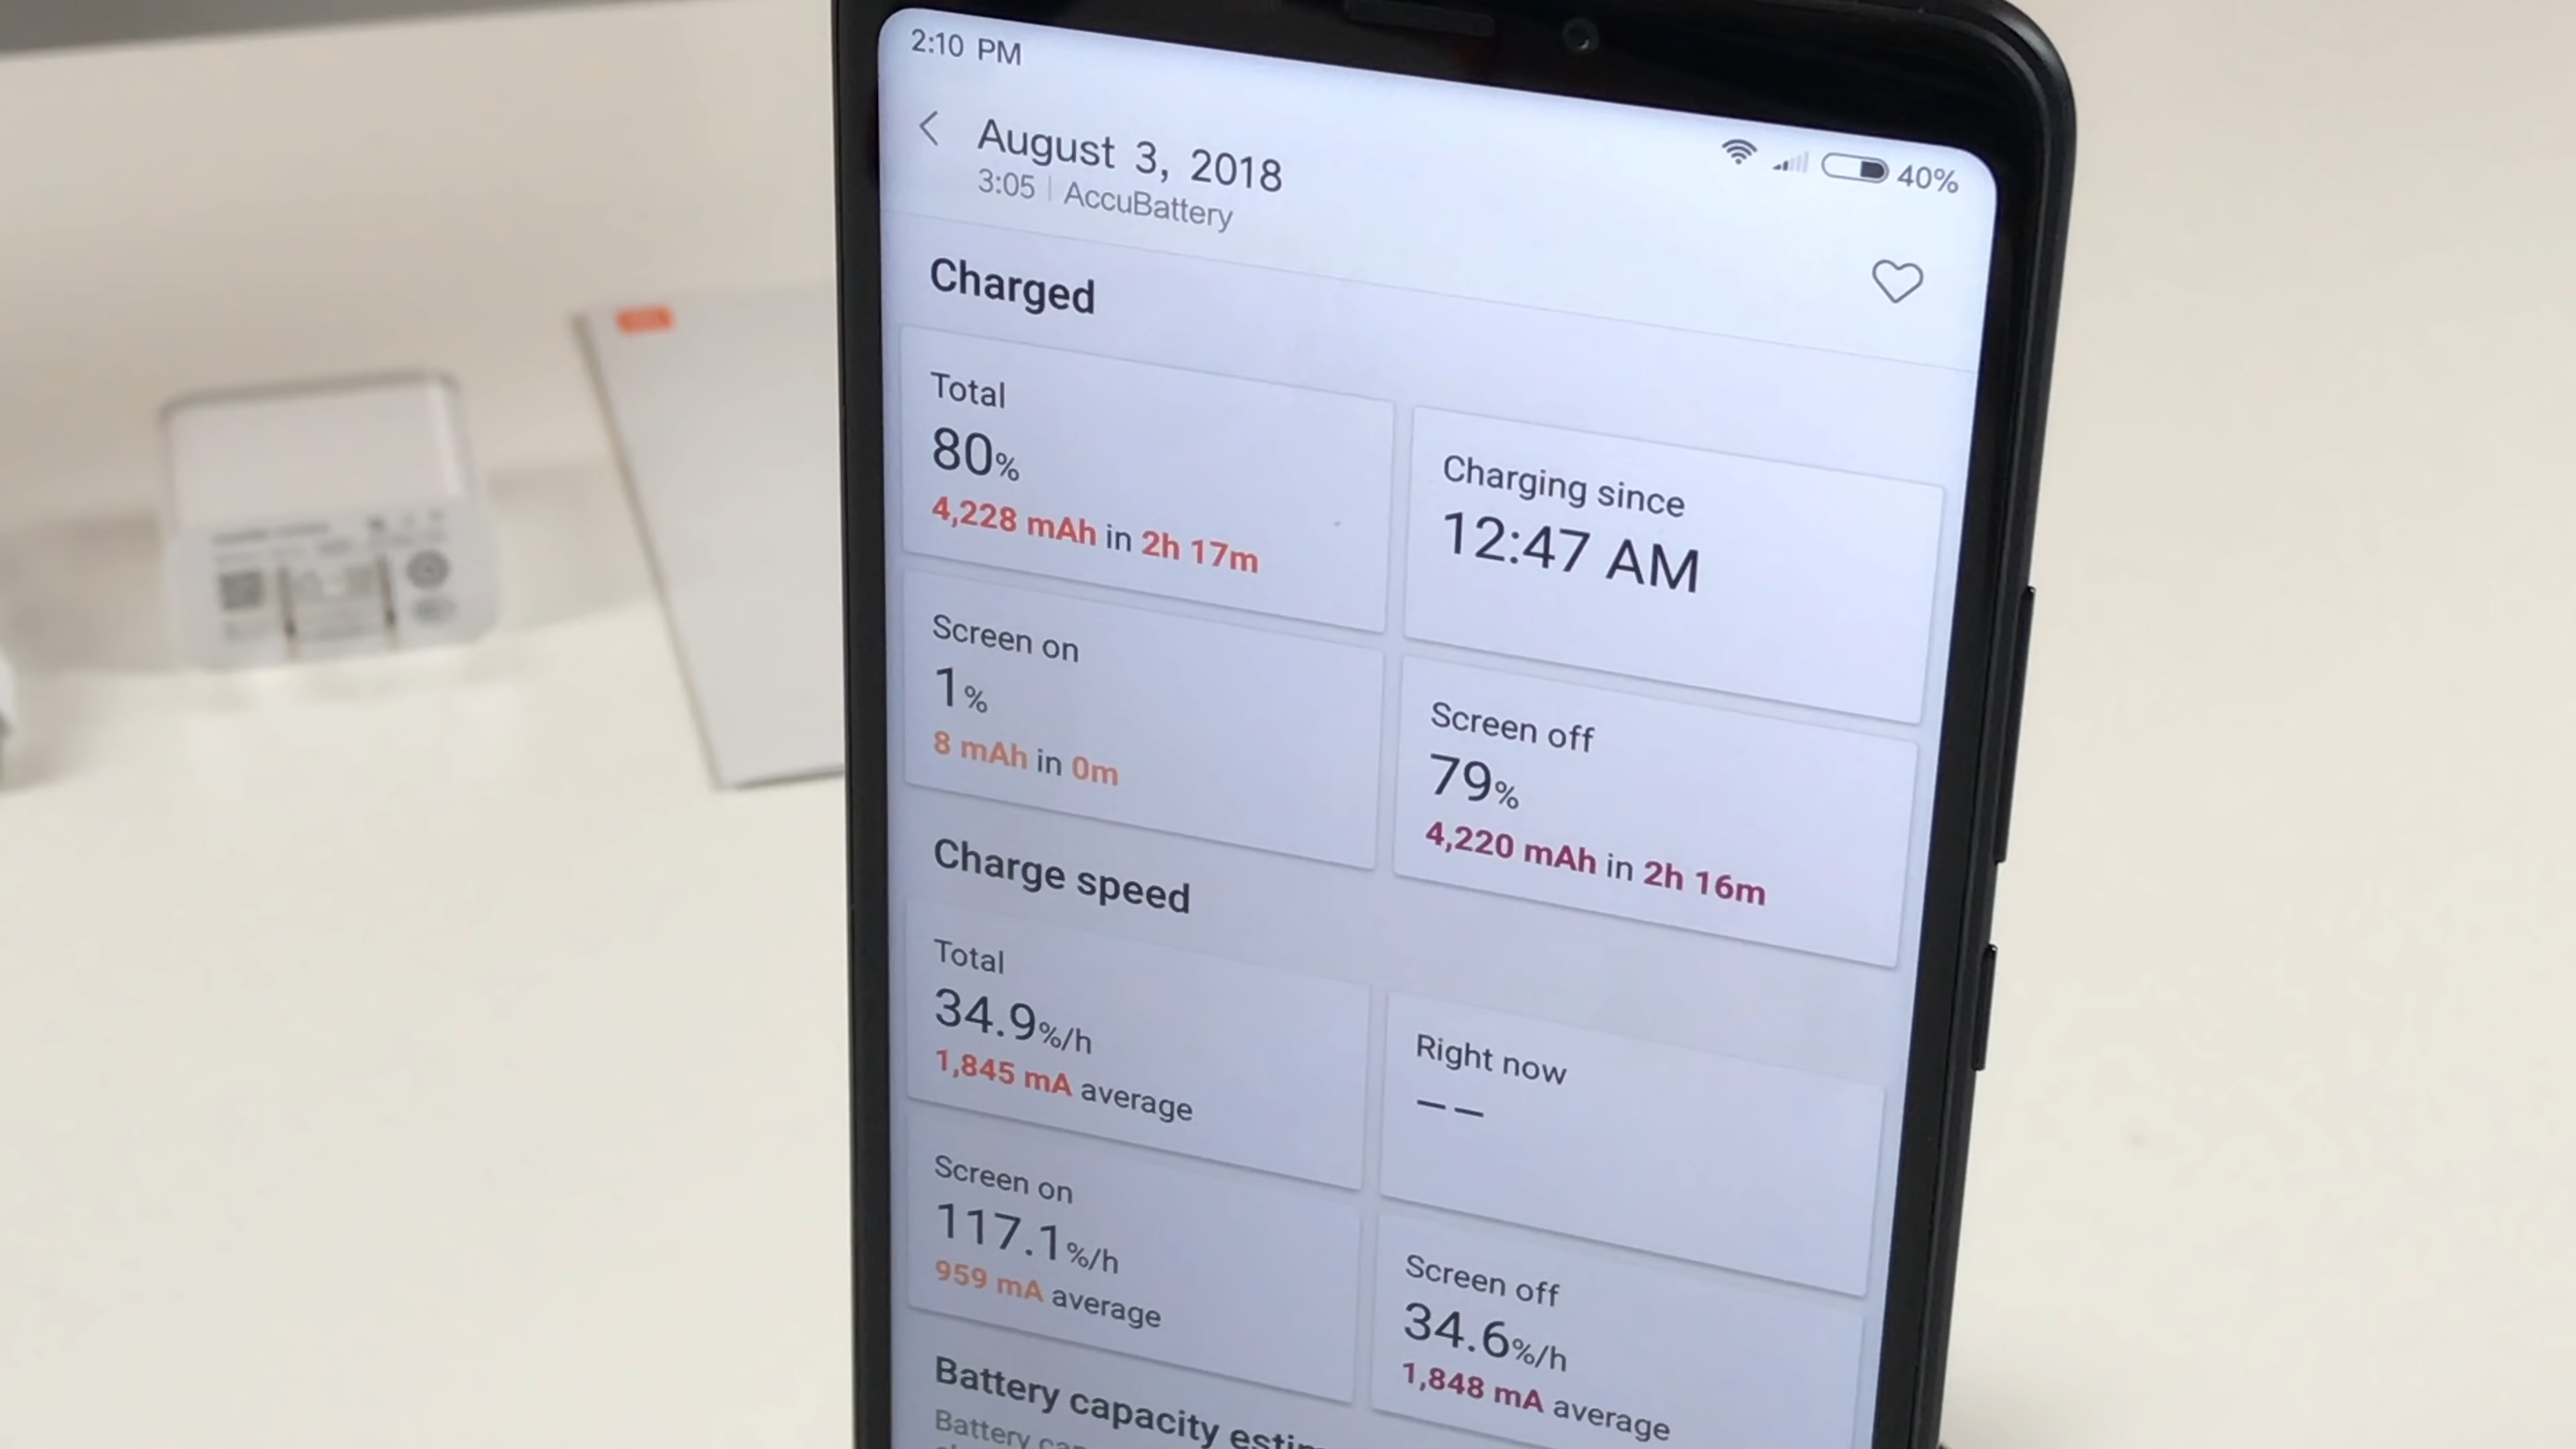 2:10 PM
40%
August 3, 2018
3:05 | AccuBattery
Charged
Total
80%
4,228 mAh in 2h 17m
Charging since
12:47 AM
Screen on
1%
8 mAh in 0m
Screen off
79%
4,220 mAh in 2h 16m
Charge speed
Total
34.9%/h
1,845 mA average
Right now
– –
Screen on
117.1%/h
959 mA average
Screen off
34.6%/h
1,848 mA average
Battery capacity
Battery